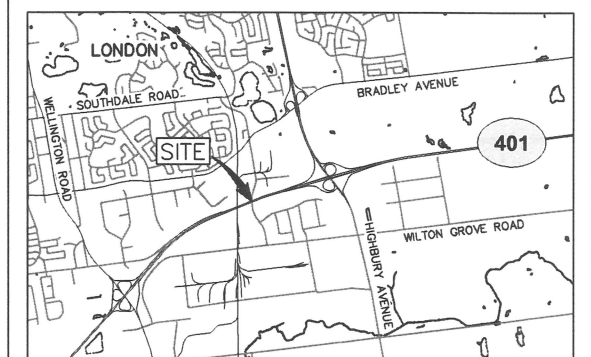 LONDON
SOUTHDALE ROAD
BRADLEY AVENUE
WELLINGTON ROAD
SITE
401
HIGHBURY AVENUE
WILTON GROVE ROAD